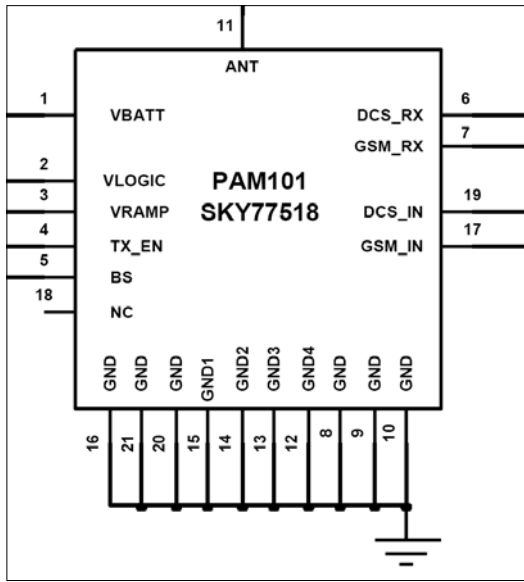 11
ANT
1 VBATT DCS_RX 6
GSM_RX 7
2 VLOGIC PAM101
3 VRAMP SKY77518 DCS_IN 19
4 TX_EN GSM_IN 17
5 BS
18 NC
GND GND GND GND1 GND2 GND3 GND4 GND GND GND
16 21 20 15 14 13 12 8 9 10